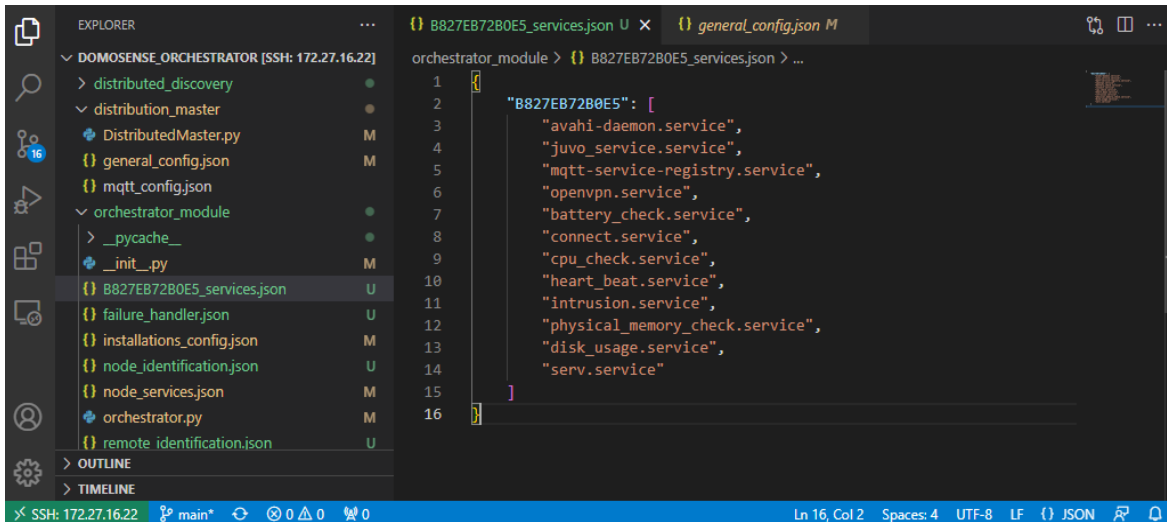 EXPLORER
DOMOSENSE_ORCHESTRATOR [SSH: 172.27.16.22]
distributed_discovery
distribution_master
DistributedMaster.py M
{} general_config.json M
{} mqtt_config.json
orchestrator_module
__pycache__
__init__.py M
{} B827EB72B0E5_services.json U
{} failure_handler.json U
{} installations_config.json M
{} node_identification.json U
{} node_services.json M
orchestrator.py M
{} remote_identification.json U
OUTLINE
TIMELINE
16
{} B827EB72B0E5_services.json U
{} general_config.json M
orchestrator_module > {} B827EB72B0E5_services.json > ...
1 {
2 "B827EB72B0E5": [
3 "avahi-daemon.service",
4 "juvo_service.service",
5 "mqtt-service-registry.service",
6 "openvpn.service",
7 "battery_check.service",
8 "connect.service",
9 "cpu_check.service",
10 "heart_beat.service",
11 "intrusion.service",
12 "physical_memory_check.service",
13 "disk_usage.service",
14 "serv.service"
15 ]
16 }
SSH: 172.27.16.22 main* 0 0 0 Ln 16, Col 2 Spaces: 4 UTF-8 LF {} JSON